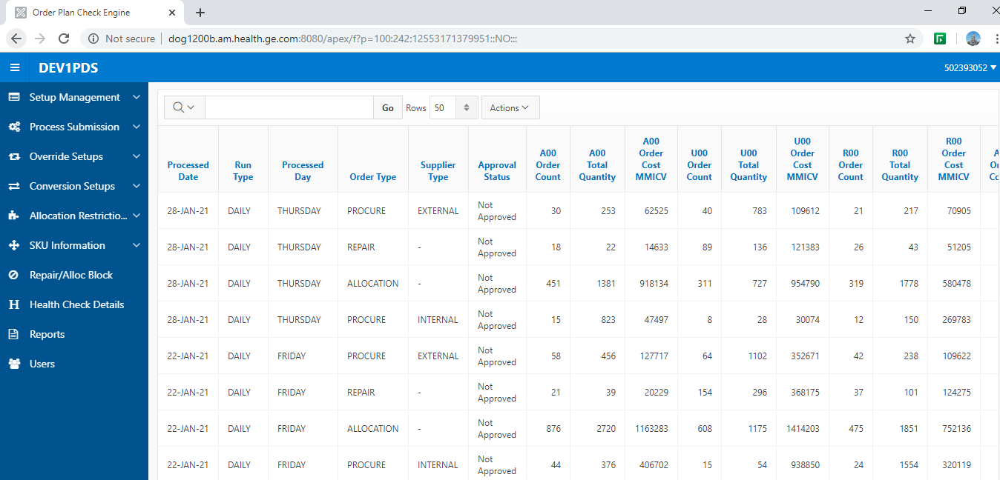 Order Plan Check Engine
Not secure | dog1200b.am.health.ge.com:8080/apex/f?p=100:242:12553171379951::NO:::
DEV1PDS
502393052
Setup Management
Process Submission
Override Setups
Conversion Setups
Allocation Restrictio...
SKU Information
Repair/Alloc Block
H Health Check Details
Reports
Users
Go Rows 50 Actions
Processed Date Run Type Processed Day Order Type Supplier Type Approval Status A00 Order Count A00 Total Quantity A00 Order Cost MMICV U00 Order Count U00 Total Quantity U00 Order Cost MMICV R00 Order Count R00 Total Quantity R00 Order Cost MMICV
28-JAN-21 DAILY THURSDAY PROCURE EXTERNAL Not Approved 30 253 62525 40 783 109612 21 217 70905
28-JAN-21 DAILY THURSDAY REPAIR - Not Approved 18 22 14633 89 136 121383 26 43 51205
28-JAN-21 DAILY THURSDAY ALLOCATION - Not Approved 451 1381 918134 311 727 954790 319 1778 580478
28-JAN-21 DAILY THURSDAY PROCURE INTERNAL Not Approved 15 823 47497 8 28 30074 12 150 269783
22-JAN-21 DAILY FRIDAY PROCURE EXTERNAL Not Approved 58 456 127717 64 1102 352671 42 238 109622
22-JAN-21 DAILY FRIDAY REPAIR - Not Approved 21 39 20229 154 296 368175 37 101 124275
22-JAN-21 DAILY FRIDAY ALLOCATION - Not Approved 876 2720 1163283 608 1175 1414203 475 1851 752136
22-JAN-21 DAILY FRIDAY PROCURE INTERNAL Not Approved 44 376 406702 15 54 938850 24 1554 320119